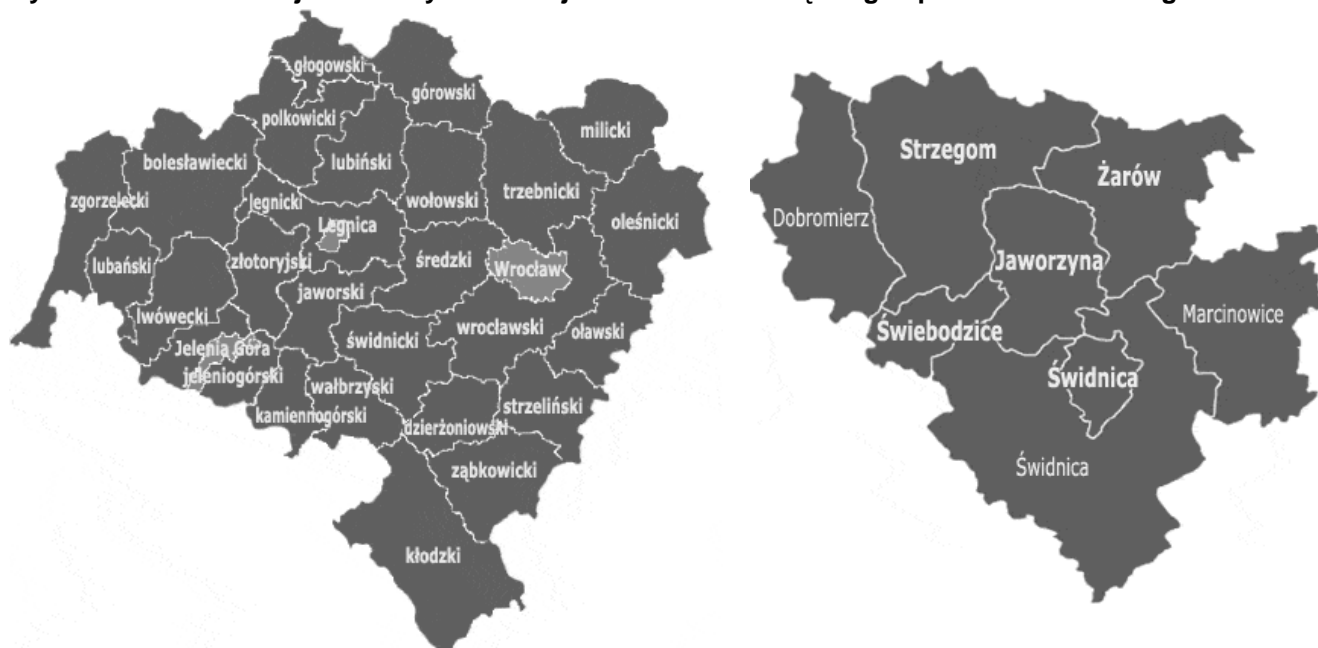 głogowski
górowski
polkowicki
milicki
bolesławiecki
lubiński
trzebnicki
zgorzelecki
legnicki
wołowski
Legnica
oleśnicki
lubański
złotoryjski
średzki
Wrocław
jaworski
lwówecki
wrocławski
oławski
świdnicki
Jelenia Góra
jeleniogórski
wałbrzyski
strzeliński
kamiennogórski
dzierżoniowski
ząbkowicki
kłodzki
Strzegom
Żarów
Dobromierz
Jaworzyna
Marcinowice
Świebodzice
Świdnica
Świdnica